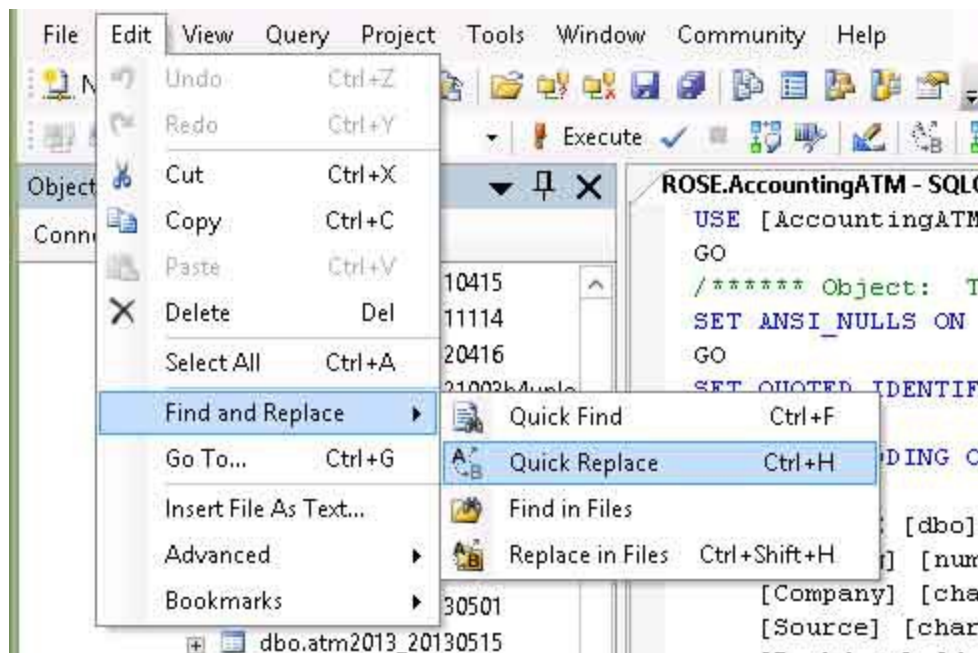 File Edit View Query Project Tools Window Community Help
Undo Ctrl+Z
Redo Ctrl+Y
Execute
Cut Ctrl+X
Copy Ctrl+C
Paste Ctrl+V
Delete Del
Select All Ctrl+A
Find and Replace
Go To... Ctrl+G
Insert File As Text...
Advanced
Bookmarks
Quick Find Ctrl+F
Quick Replace Ctrl+H
Find in Files
Replace in Files Ctrl+Shift+H
Object
Conn
10415
11114
20416
30501
dbo.atm2013_20130515
ROSE.AccountingATM - SQL
USE [AccountingATM
GO
/****** Object: T
SET ANSI_NULLS ON
GO
SET QUOTED_IDENTIF
DING
[dbo]
[num
[Company] [cha
[Source] [char